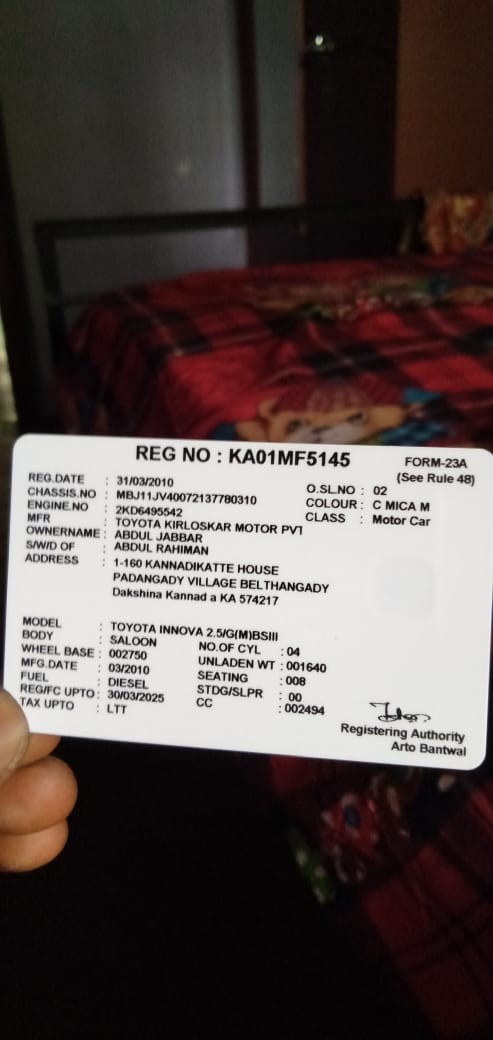 REG NO : KA01MF5145
FORM-23A
(See Rule 48)
REG.DATE : 31/03/2010
O.SL.NO : 02
CHASSIS.NO : MBJ11JV40072137780310
COLOUR : C MICA M
ENGINE.NO : 2KD6495542
CLASS : Motor Car
MFR : TOYOTA KIRLOSKAR MOTOR PVT
OWNERNAME : ABDUL JABBAR
S/W/D OF : ABDUL RAHIMAN
ADDRESS : 1-160 KANNADIKATTE HOUSE
PADANGADY VILLAGE BELTHANGADY
Dakshina Kannad a KA 574217
MODEL : TOYOTA INNOVA 2.5/G(M)BSIII
BODY : SALOON NO.OF CYL : 04
WHEEL BASE : 002750 UNLADEN WT : 001640
MFG.DATE : 03/2010 SEATING : 008
FUEL : DIESEL STDG/SLPR : 00
REG/FC UPTO : 30/03/2025 CC : 002494
TAX UPTO : LTT
Registering Authority
Arto Bantwal